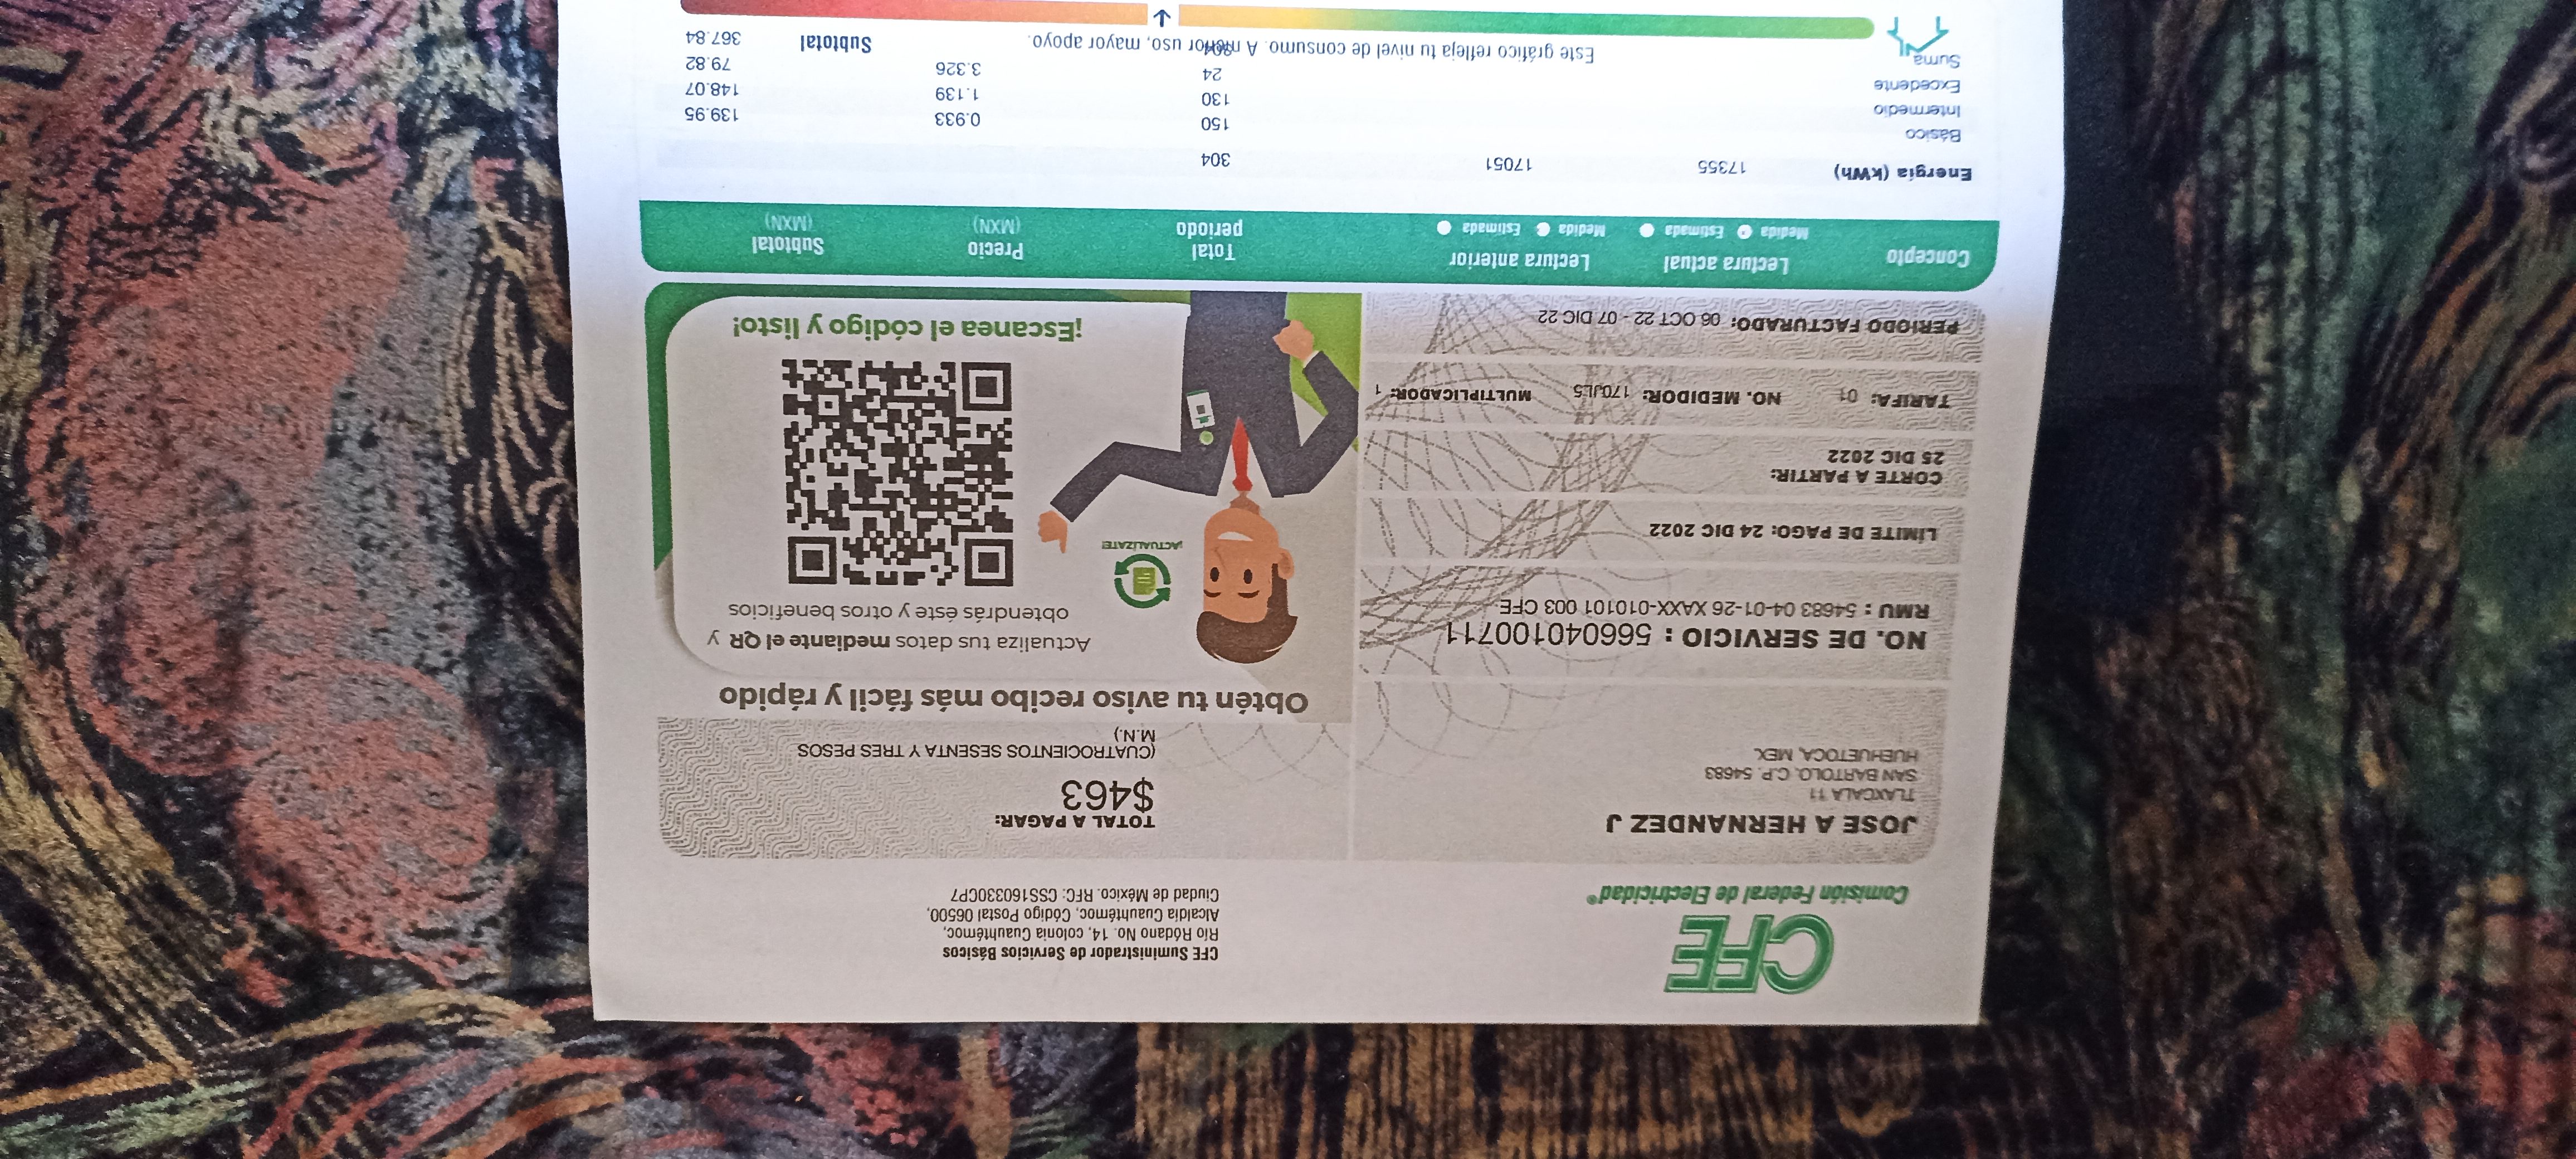 CFE
Comisión Federal de Electricidad®
CFE Suministrador de Servicios Básicos
Río Ródano No. 14, colonia Cuauhtémoc,
Alcaldía Cuauhtémoc, Código Postal 06500,
Ciudad de México. RFC: CSS160330CP7
JOSE A HERNANDEZ J
TLAXCALA 11
SAN BARTOLO, C.P. 54683
HUEHUETOCA, MEX.
TOTAL A PAGAR:
$463
(CUATROCIENTOS SESENTA Y TRES PESOS
M.N.)
NO. DE SERVICIO : 566040100711
RMU : 54683 04-01-26 XAXX-010101 003 CFE
LÍMITE DE PAGO: 24 DIC 2022
CORTE A PARTIR:
25 DIC 2022
TARIFA: 01 NO. MEDIDOR: 170JL5 MULTIPLICADOR: 1
PERIODO FACTURADO: 06 OCT 22 - 07 DIC 22
Obtén tu aviso recibo más fácil y rápido
Actualiza tus datos mediante el QR y
obtendrás éste y otros beneficios
¡ACTUALÍZATE!
¡Escanea el código y listo!
Concepto Lectura actual Lectura anterior Total periodo Precio (MXN) Subtotal (MXN)
Medida Estimada Medida Estimada
Energía (kWh) 17355 17051 304
Básico 150 0.933 139.95
Intermedio 130 1.139 148.07
Excedente 24 3.326 79.82
Suma 304 Subtotal 367.84
Este gráfico refleja tu nivel de consumo. A menor uso, mayor apoyo.